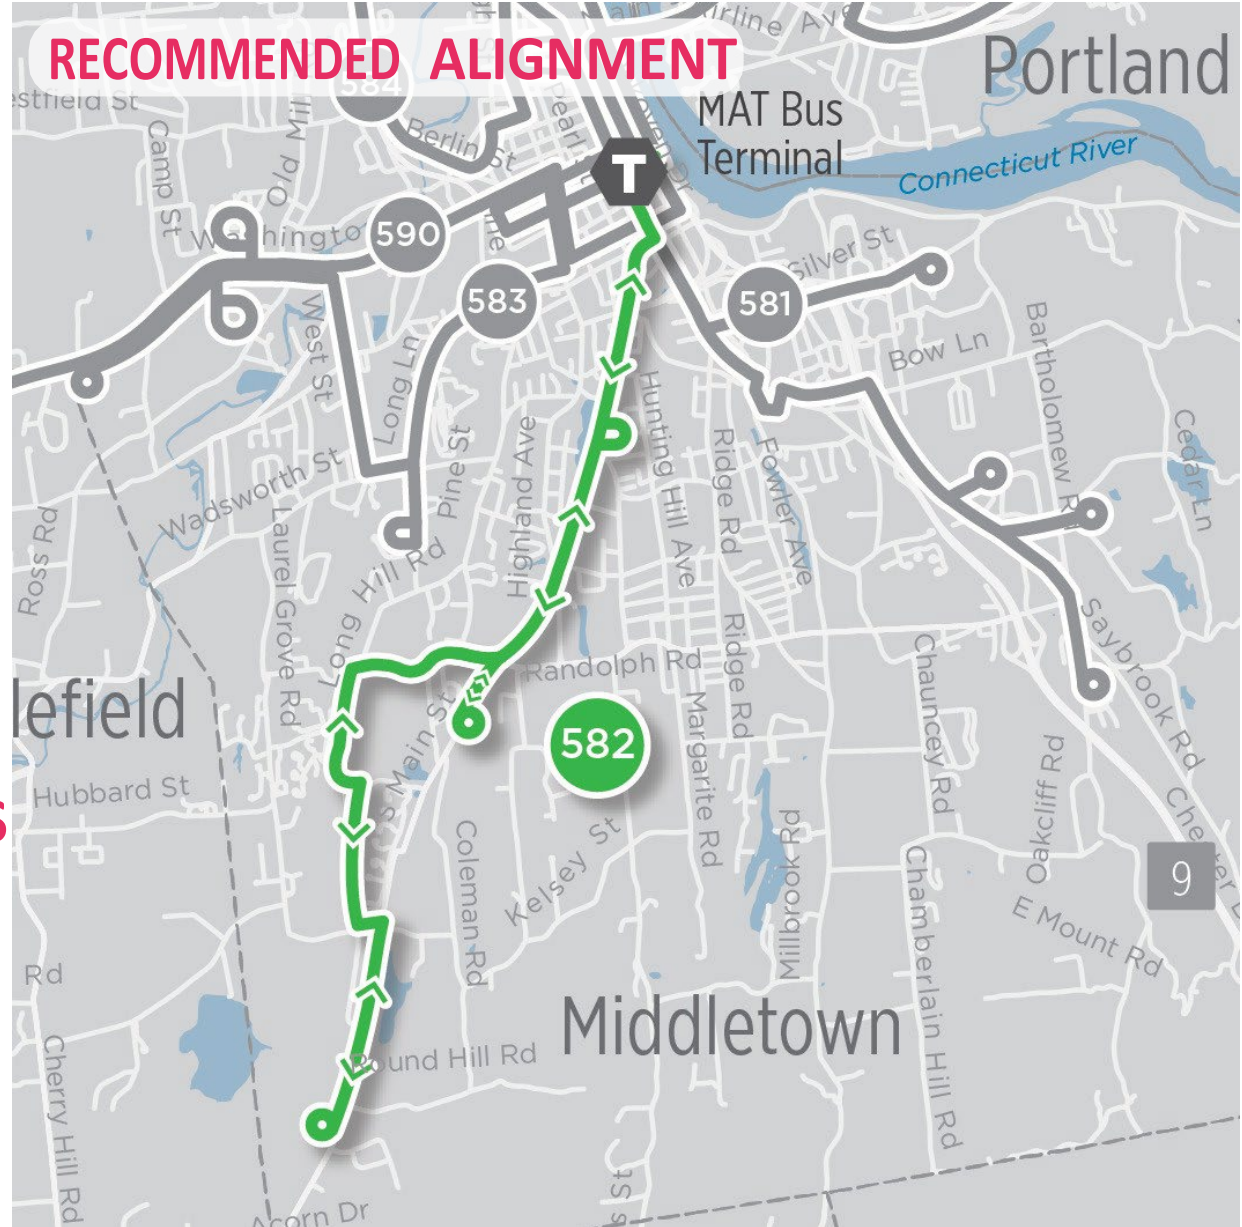 RECOMMENDED ALIGNMENT
Portland
MAT Bus
Terminal
T
Connecticut River
584
Berlin St
Pearl
Camp St
Old Mil
590
583
581
Silver St
Bow Ln
Bartholomew R
Cedar Ln
West St
Long Ln
Pine St
Highland Ave
Hunting Hill Ave
Ridge Rd
Fowler Ave
Wadsworth St
Laurel Grove Rd
Ross Rd
Long Hill Rd
Randolph Rd
Ridge Rd
Margarite Rd
Chauncey Rd
Saybrook Rd
lefield
582
S Main St
Hubbard St
Coleman Rd
Kelsey St
Millbrook Rd
Oakcliff Rd
Chamberlain Hill Rd
E Mount Rd
9
Rd
Cherry Hill Rd
Middletown
Round Hill Rd
Acorn Dr